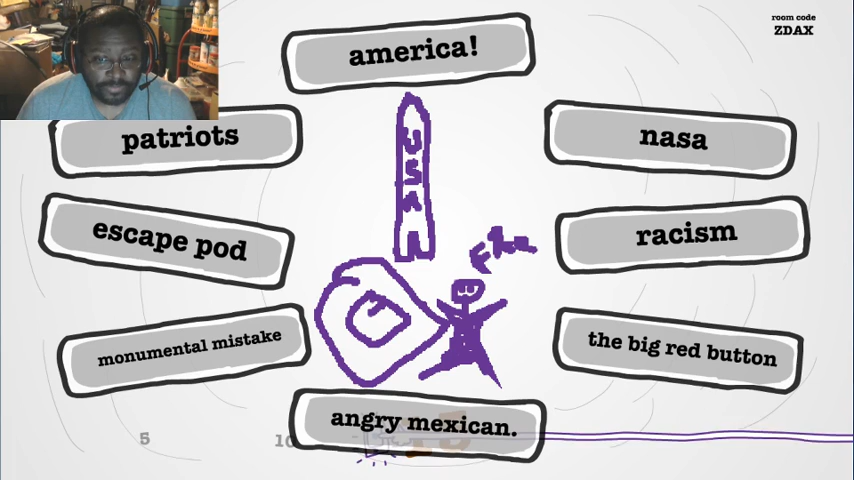 room code
ZDAX
america!
patriots
nasa
escape pod
racism
monumental mistake
the big red button
angry mexican.
5
10